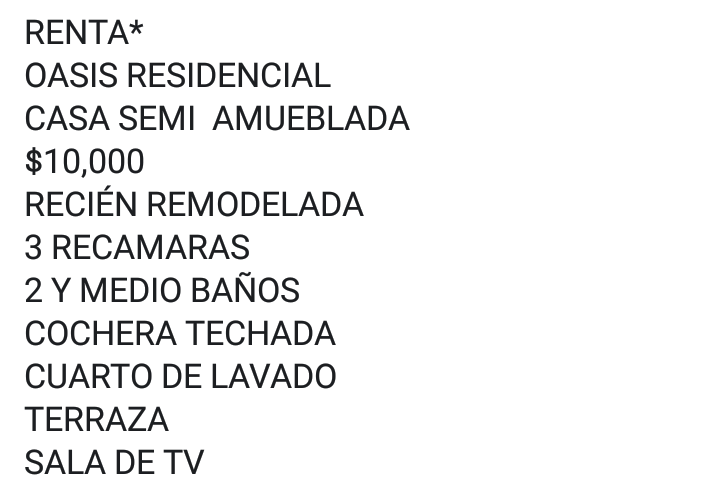 RENTA*
OASIS RESIDENCIAL
CASA SEMI  AMUEBLADA
$10,000
RECIÉN REMODELADA
3 RECAMARAS
2 Y MEDIO BAÑOS
COCHERA TECHADA
CUARTO DE LAVADO
TERRAZA
SALA DE TV